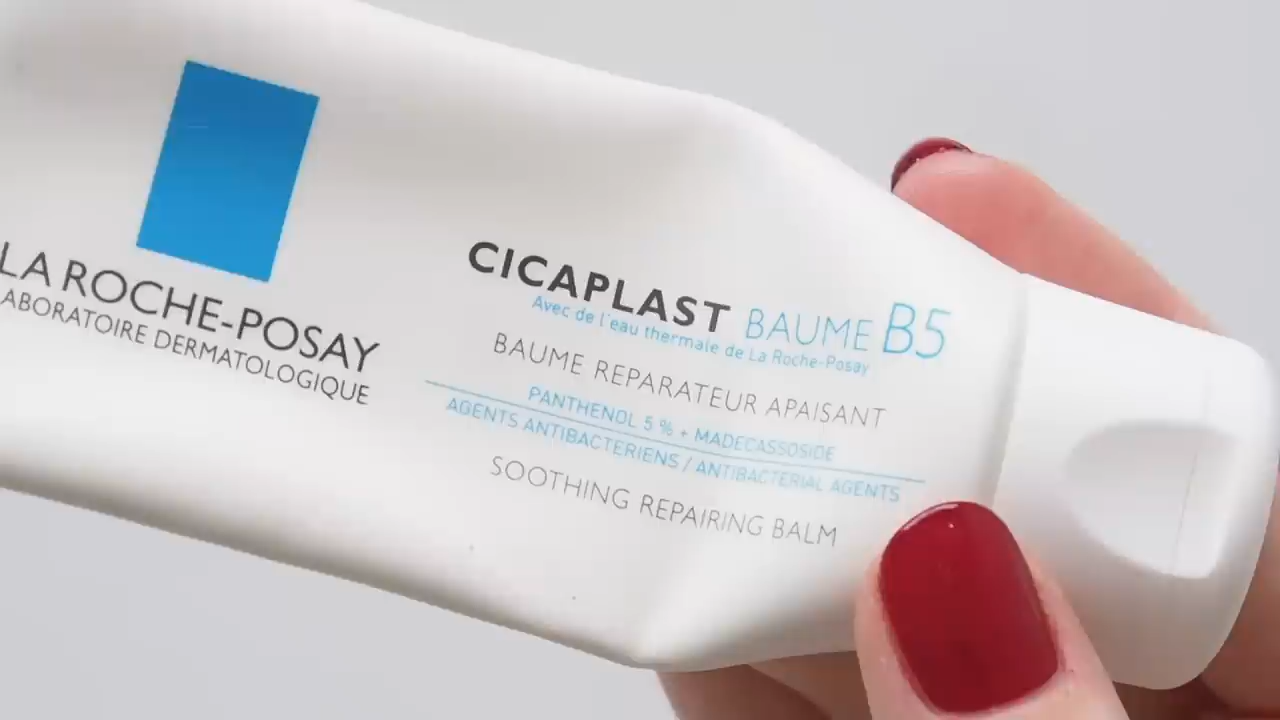 LA ROCHE-POSAY
LABORATOIRE DERMATOLOGIQUE
CICAPLAST BAUME B5
Avec de l'eau thermale de La Roche-Posay
BAUME REPARATEUR APAISANT
PANTHENOL 5 % + MADECASSOSIDE
AGENTS ANTIBACTERIENS / ANTIBACTERIAL AGENTS
SOOTHING REPAIRING BALM